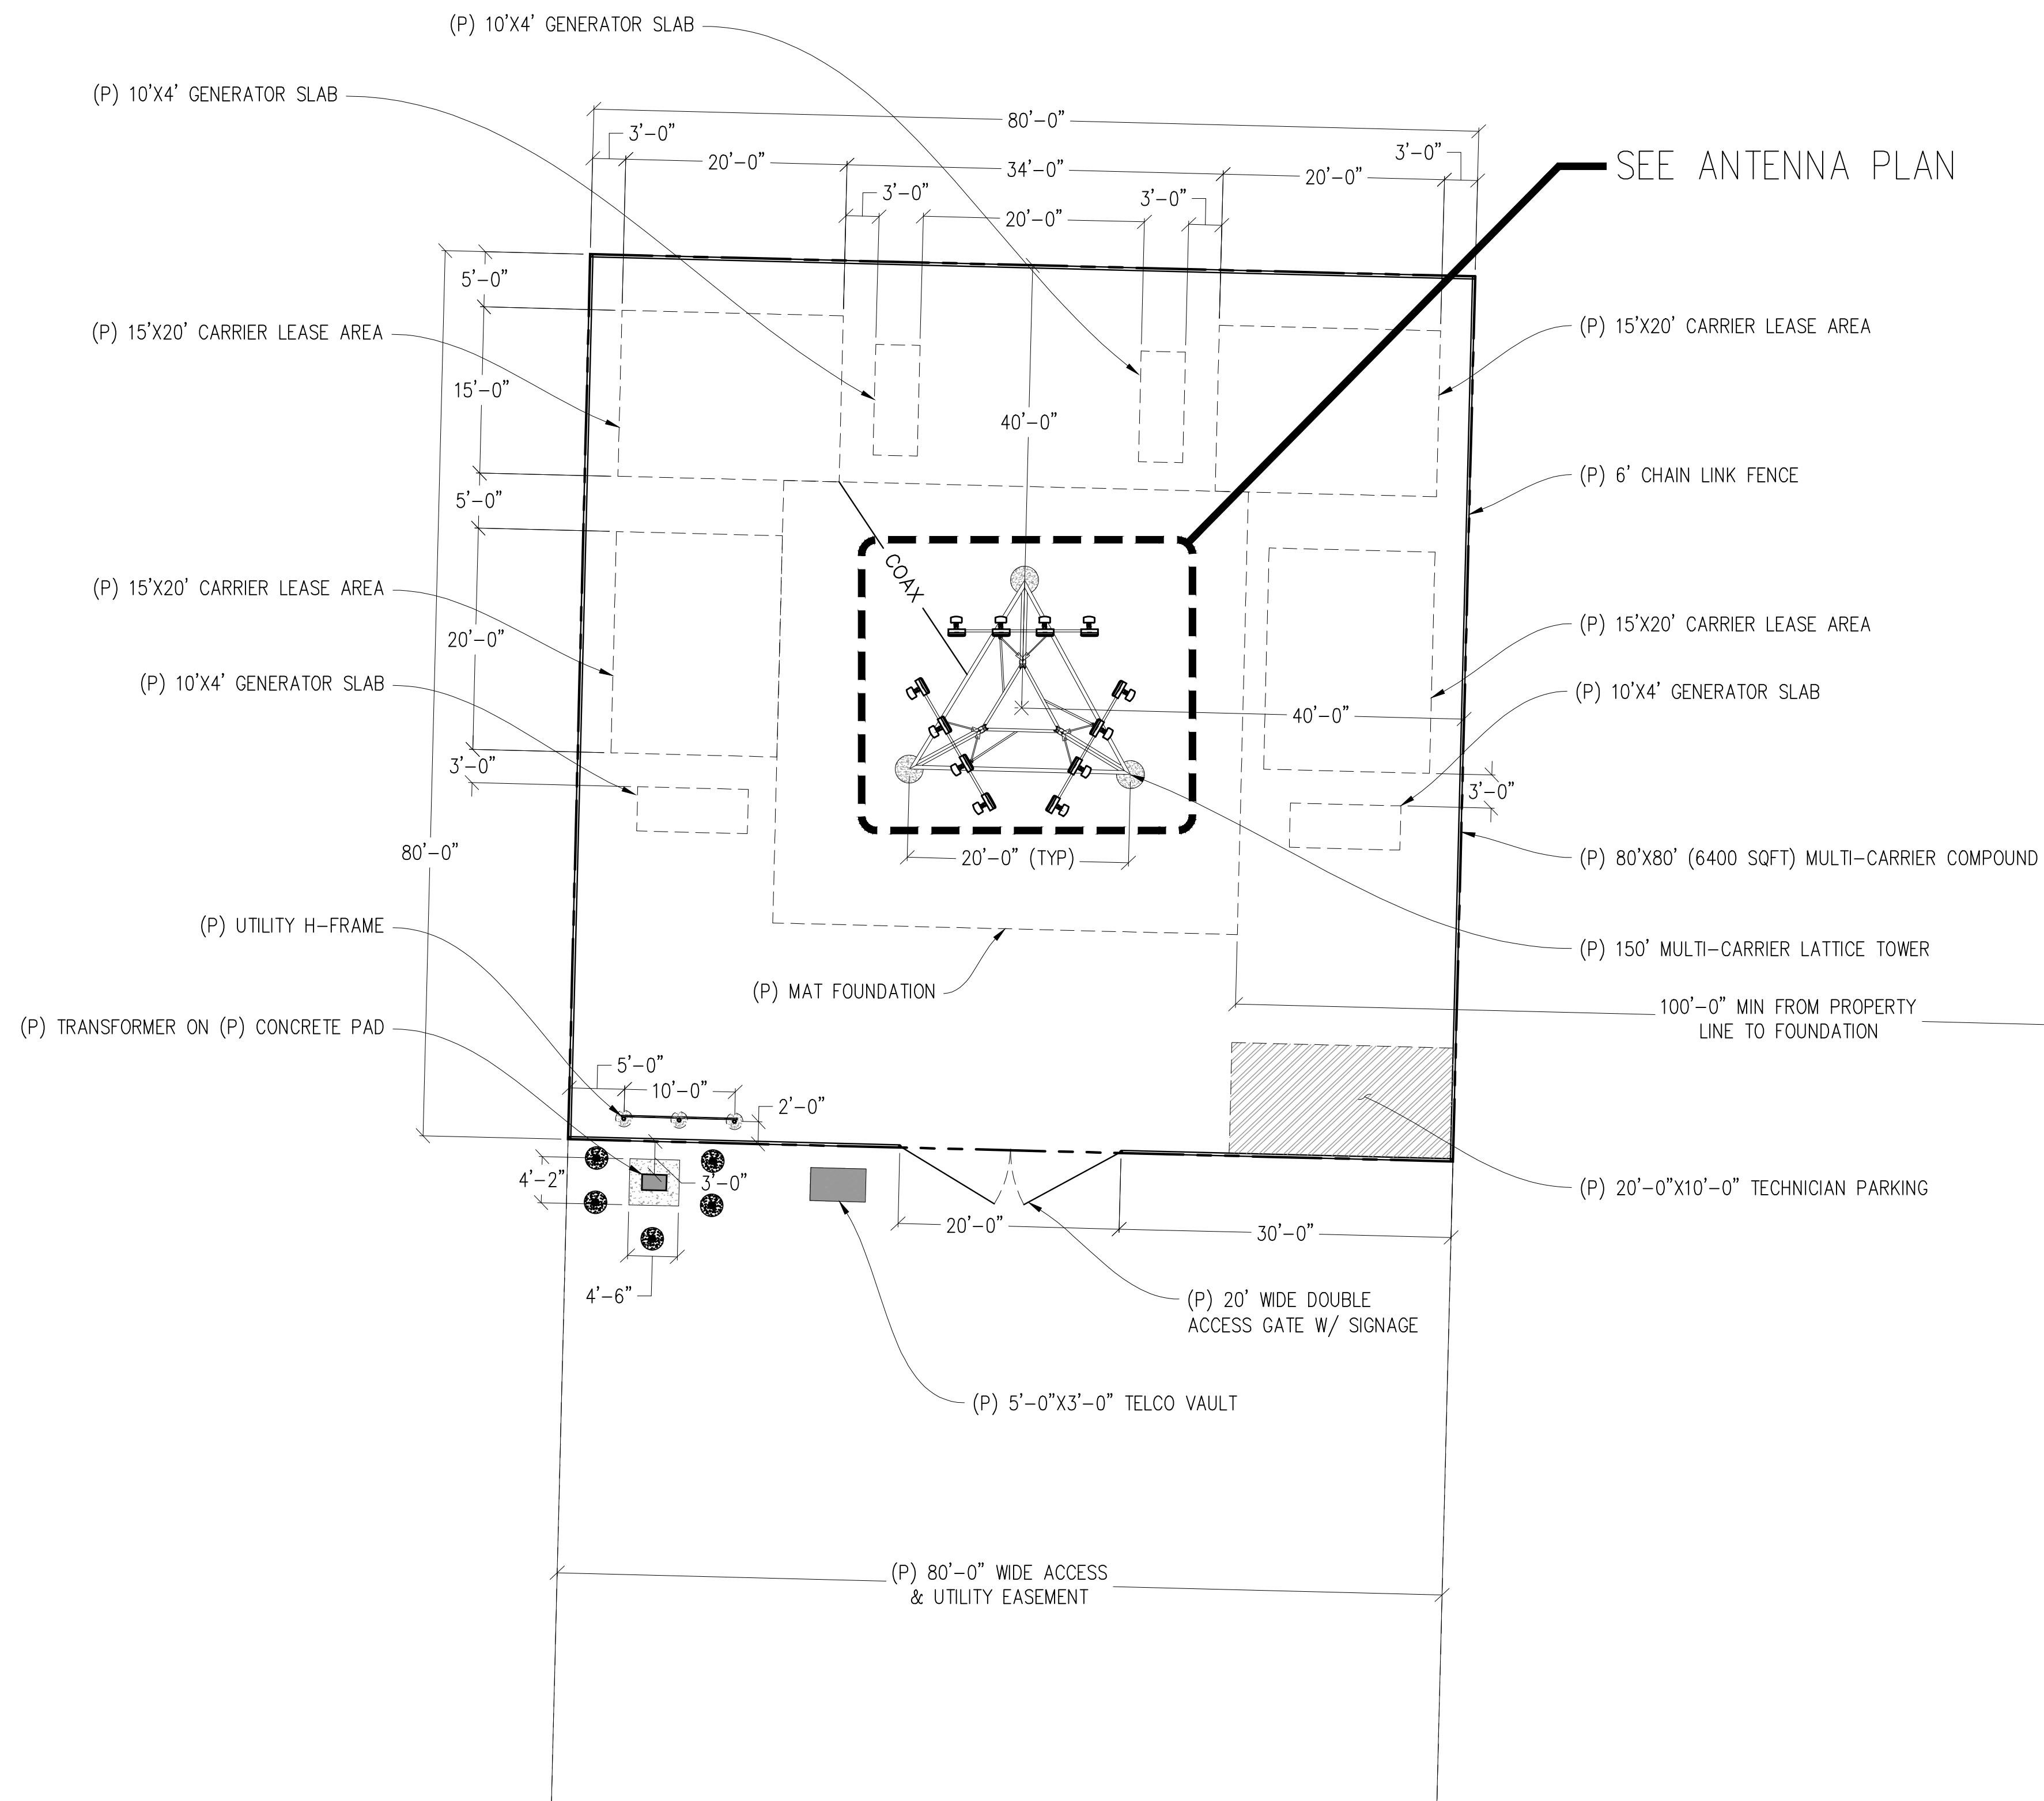 (P) 10'X4' GENERATOR SLAB
(P) 10'X4' GENERATOR SLAB
80'-0"
3'-0"
20'-0"
34'-0"
20'-0"
3'-0"
SEE ANTENNA PLAN
3'-0"
20'-0"
3'-0"
5'-0"
(P) 15'X20' CARRIER LEASE AREA
(P) 15'X20' CARRIER LEASE AREA
15'-0"
40'-0"
(P) 6' CHAIN LINK FENCE
5'-0"
COAX
(P) 15'X20' CARRIER LEASE AREA
(P) 15'X20' CARRIER LEASE AREA
20'-0"
(P) 10'X4' GENERATOR SLAB
(P) 10'X4' GENERATOR SLAB
40'-0"
3'-0"
3'-0"
80'-0"
20'-0" (TYP)
(P) 80'X80' (6400 SQFT) MULTI-CARRIER COMPOUND
(P) UTILITY H-FRAME
(P) 150' MULTI-CARRIER LATTICE TOWER
(P) MAT FOUNDATION
100'-0" MIN FROM PROPERTY
LINE TO FOUNDATION
(P) TRANSFORMER ON (P) CONCRETE PAD
5'-0"
10'-0"
2'-0"
4'-2"
3'-0"
(P) 20'-0"X10'-0" TECHNICIAN PARKING
20'-0"
30'-0"
4'-6"
(P) 20' WIDE DOUBLE
ACCESS GATE W/ SIGNAGE
(P) 5'-0"X3'-0" TELCO VAULT
(P) 80'-0" WIDE ACCESS
& UTILITY EASEMENT